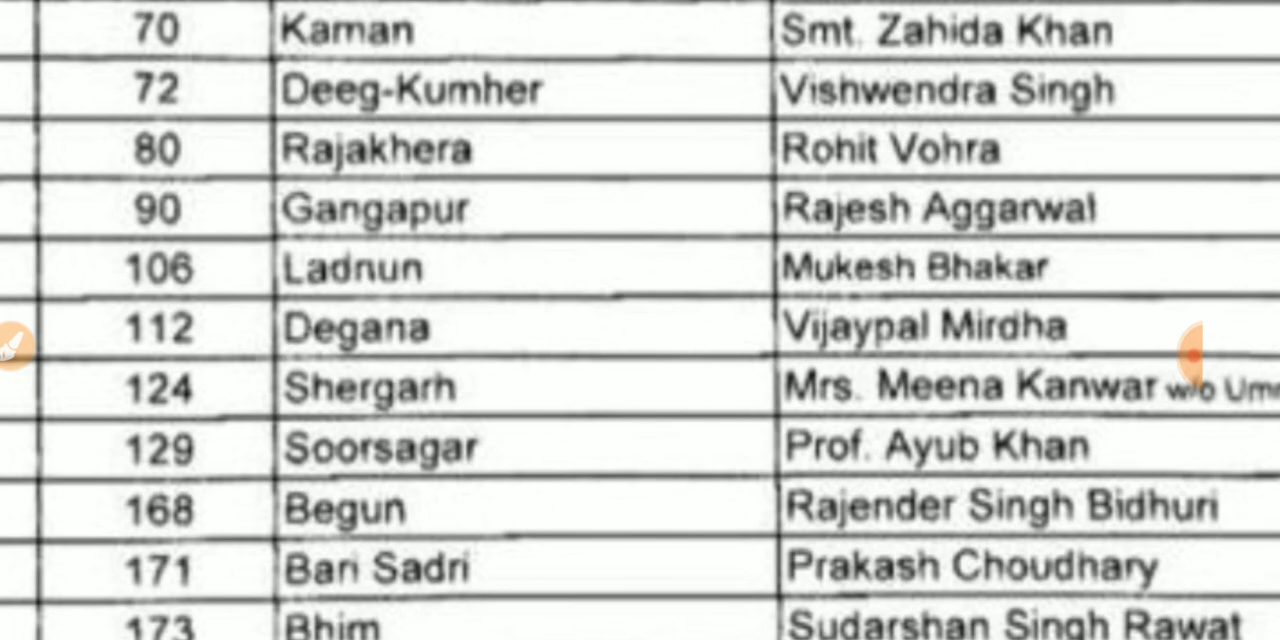 70 Kaman Smt. Zahida Khan
72 Deeg-Kumher Vishwendra Singh
80 Rajakhera Rohit Vohra
90 Gangapur Rajesh Aggarwal
106 Ladnun Mukesh Bhakar
112 Degana Vijaypal Mirdha
124 Shergarh Mrs. Meena Kanwar w/o
129 Soorsagar Prof. Ayub Khan
168 Begun Rajender Singh Bidhuri
171 Bari Sadri Prakash Choudhary
173 Bhim Sudarshan Singh Rawat